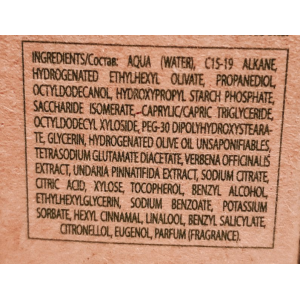 INGREDIENTS/Состав: AQUA (WATER), C15-19 ALKANE,
HYDROGENATED ETHYLHEXYL OLIVATE, PROPANEDIOL,
OCTYLDODECANOL, HYDROXYPROPYL STARCH PHOSPHATE,
SACCHARIDE ISOMERATE, CAPRYLIC/CAPRIC TRIGLYCERIDE,
OCTYLDODECYL XYLOSIDE, PEG-30 DIPOLYHYDROXYSTEARA-
TE, GLYCERIN, HYDROGENATED OLIVE OIL UNSAPONIFIABLES,
TETRASODIUM GLUTAMATE DIACETATE, VERBENA OFFICINALIS
EXTRACT, UNDARIA PINNATIFIDA EXTRACT, SODIUM CITRATE,
CITRIC ACID, XYLOSE, TOCOPHEROL, BENZYL ALCOHOL,
ETHYLHEXYLGLYCERIN, SODIUM BENZOATE, POTASSIUM
SORBATE, HEXYL CINNAMAL, LINALOOL, BENZYL SALICYLATE,
CITRONELLOL, EUGENOL, PARFUM (FRAGRANCE).